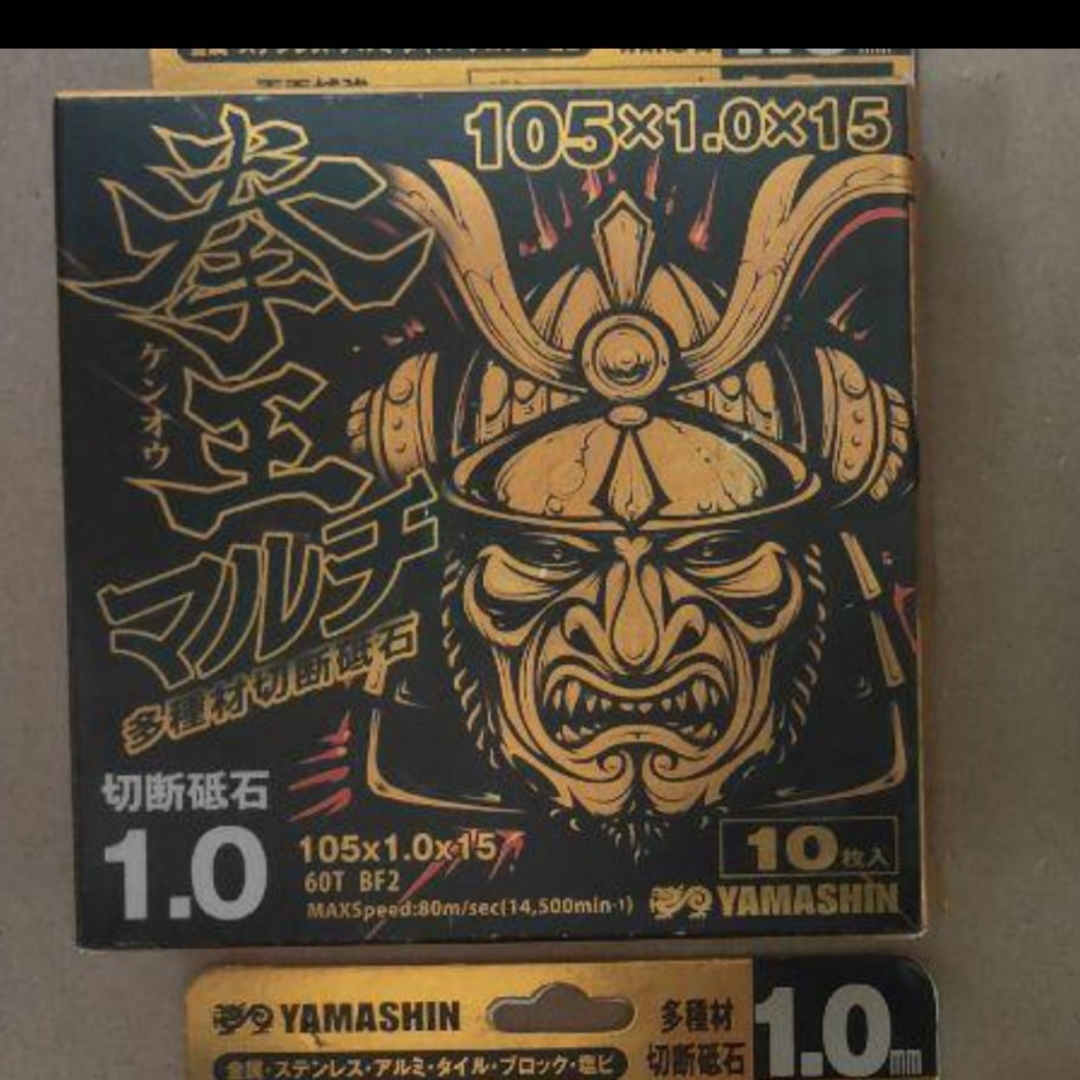 105×1.0×15
拳王
ケンオウ
マルチ
多種材切断砥石
切断砥石
1.0
105x1.0x15
60T BF2
MAXSpeed:80m/sec(14,500min-1)
10枚入
YAMASHIN
YAMASHIN
多種材
切断砥石
1.0mm
金属・ステンレス・アルミ・タイル・ブロック・塩ビ